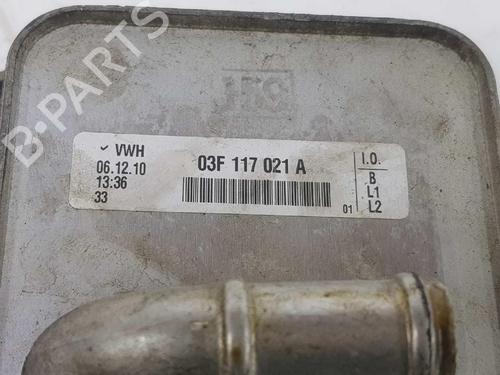 B-PARTS
VWH
06.12.10
13:36
33
03F 117 021 A
01
I.O.
B
L1
L2